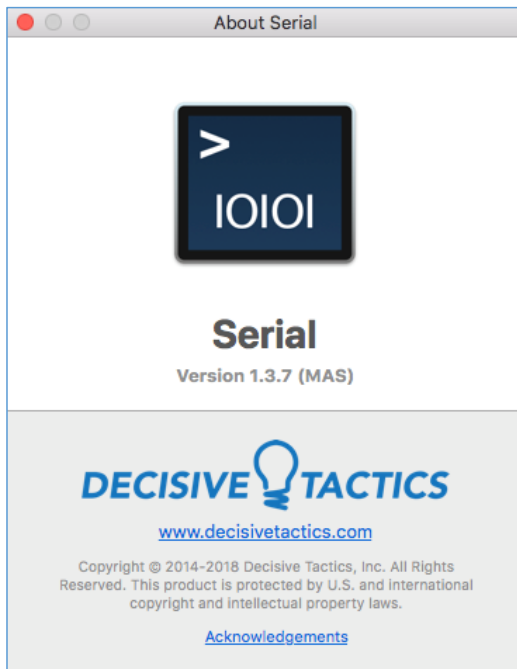 About Serial
>
IOIOI
Serial
Version 1.3.7 (MAS)
DECISIVE TACTICS
www.decisivetactics.com
Copyright © 2014-2018 Decisive Tactics, Inc. All Rights
Reserved. This product is protected by U.S. and international
copyright and intellectual property laws.
Acknowledgements